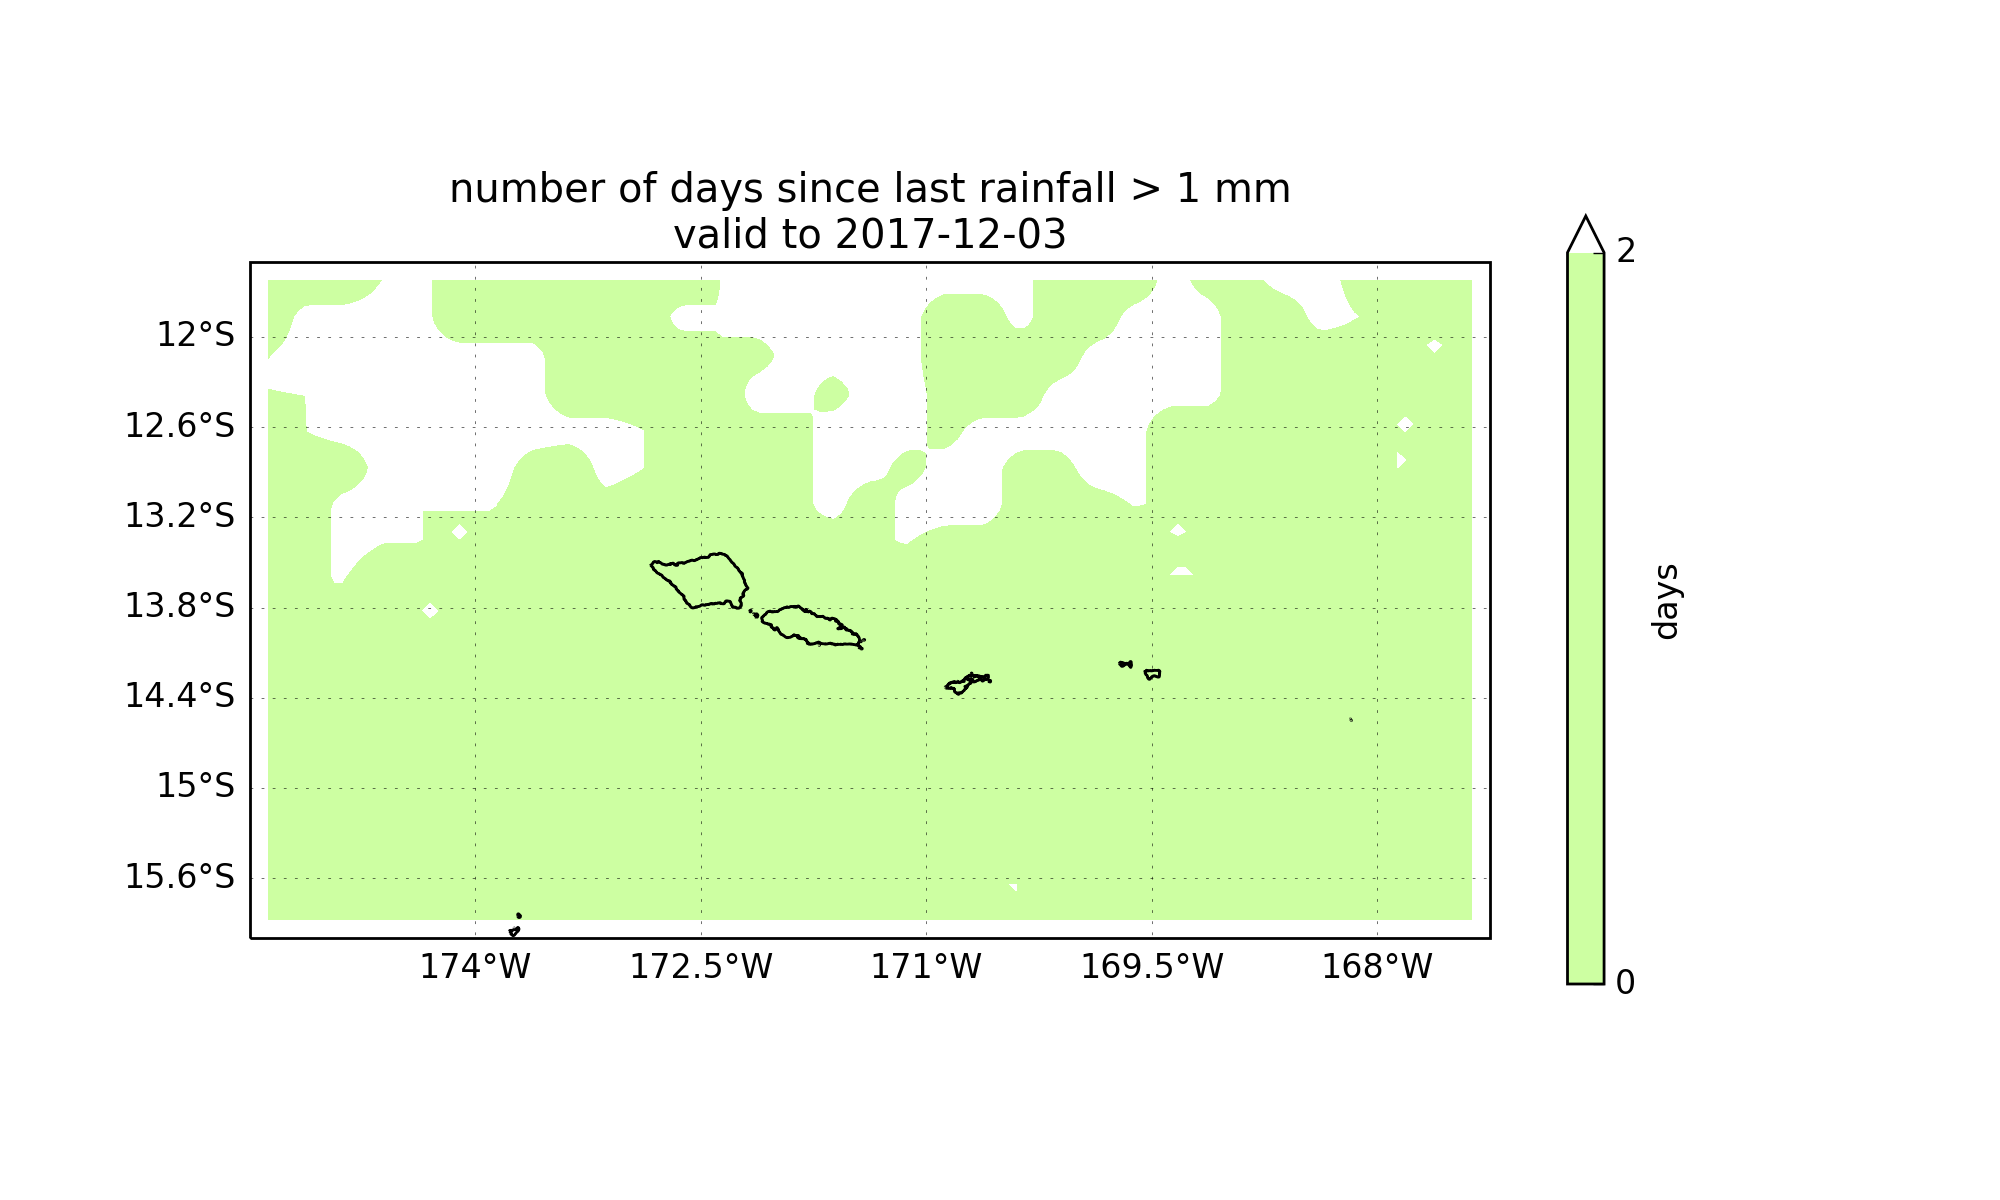 number of days since last rainfall > 1 mm
valid to 2017-12-03
2
12°S
12.6°S
13.2°S
13.8°S
14.4°S
15°S
15.6°S
days
0
174°W
172.5°W
171°W
169.5°W
168°W